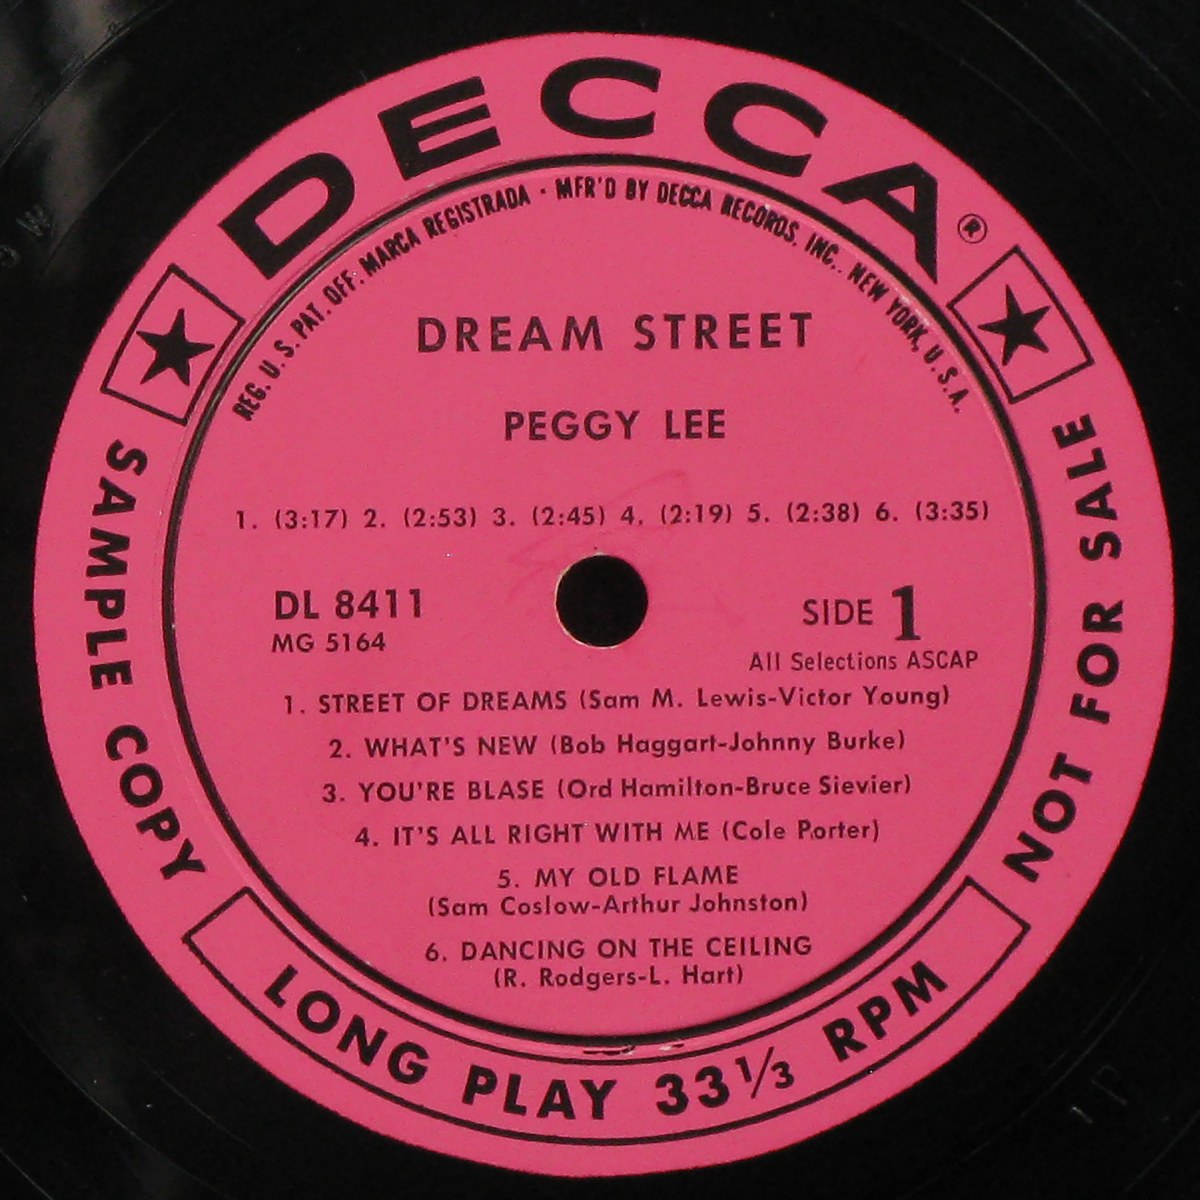 DECCA®
REG. U. S. PAT. OFF. MARCA REGISTRADA · MFR'D BY DECCA RECORDS, INC., NEW YORK, U.S.A.
DREAM STREET
PEGGY LEE
1. (3:17) 2. (2:53) 3. (2:45) 4. (2:19) 5. (2:38) 6. (3:35)
DL 8411
MG 5164
SIDE 1
All Selections ASCAP
1. STREET OF DREAMS (Sam M. Lewis-Victor Young)
2. WHAT'S NEW (Bob Haggart-Johnny Burke)
3. YOU'RE BLASE (Ord Hamilton-Bruce Sievier)
4. IT'S ALL RIGHT WITH ME (Cole Porter)
5. MY OLD FLAME
(Sam Coslow-Arthur Johnston)
6. DANCING ON THE CEILING
(R. Rodgers-L. Hart)
SAMPLE COPY
NOT FOR SALE
LONG PLAY 33 1/3 RPM